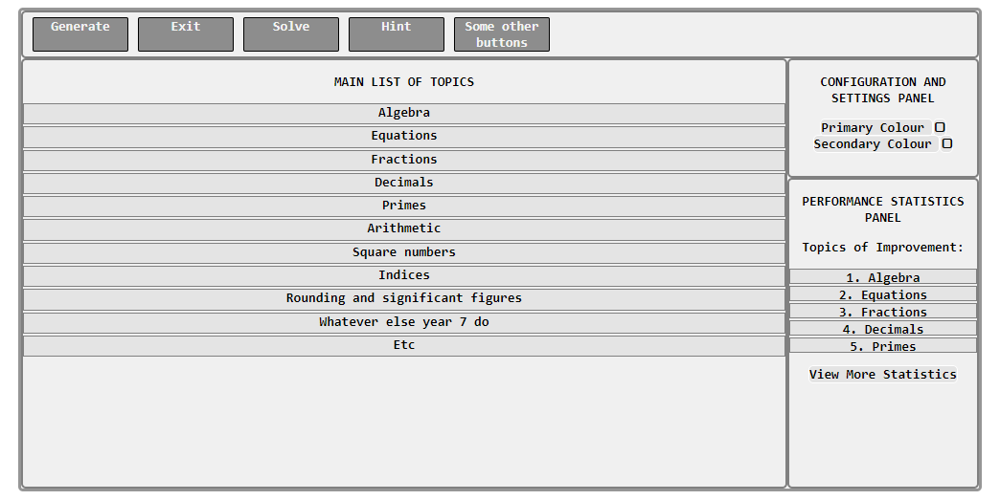 Generate
Exit
Solve
Hint
Some other
buttons
MAIN LIST OF TOPICS
Algebra
Equations
Fractions
Decimals
Primes
Arithmetic
Square numbers
Indices
Rounding and significant figures
Whatever else year 7 do
Etc
CONFIGURATION AND
SETTINGS PANEL
Primary Colour
Secondary Colour
PERFORMANCE STATISTICS
PANEL
Topics of Improvement:
1. Algebra
2. Equations
3. Fractions
4. Decimals
5. Primes
View More Statistics